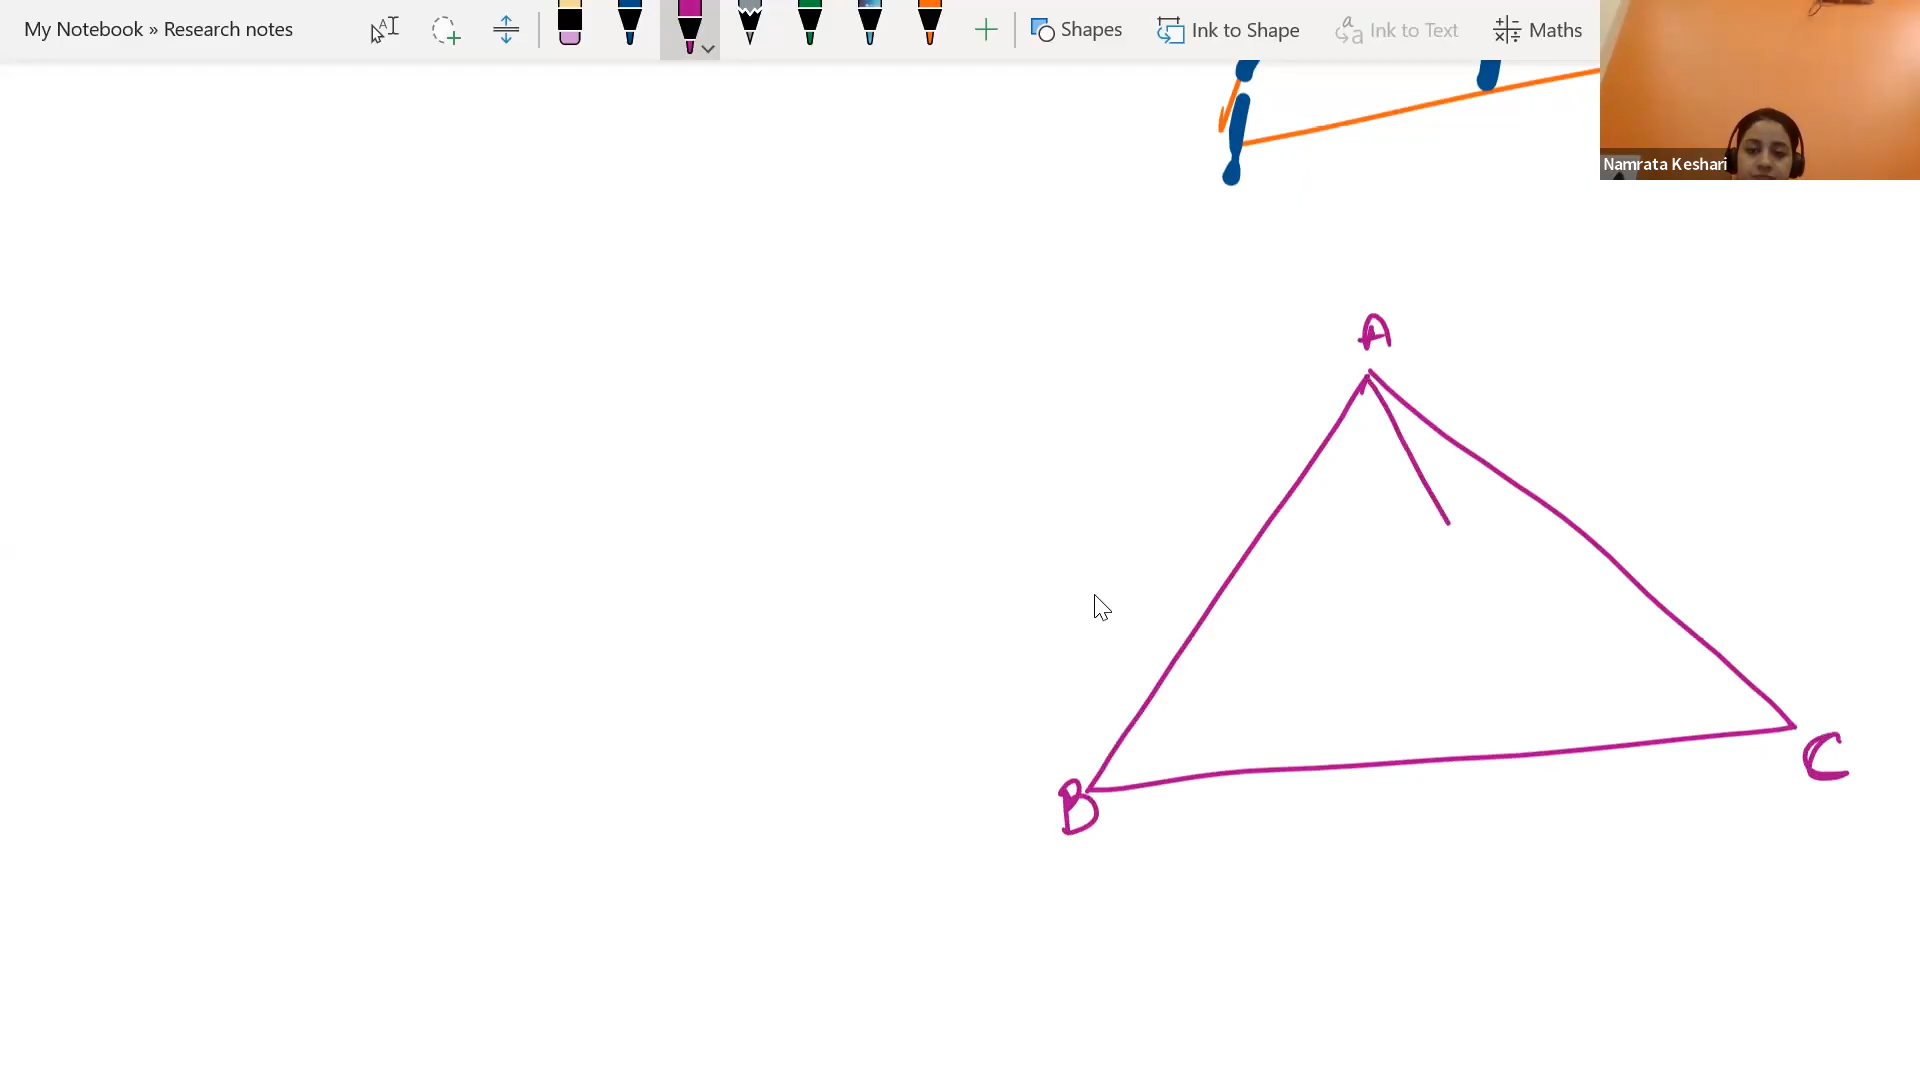 My Notebook » Research notes
Shapes
Ink to Shape
Ink to Text
Maths
Namrata Keshari
A
B
C